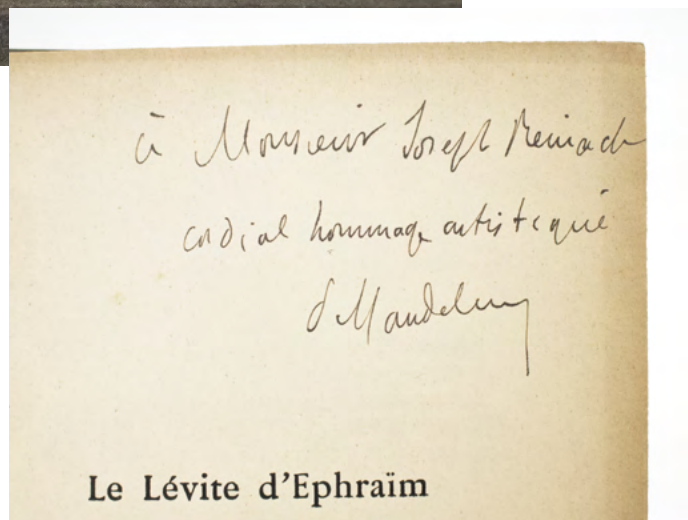 à Monsieur Joseph Reinach
cordial hommage artistique
Le Lévite d'Ephraïm